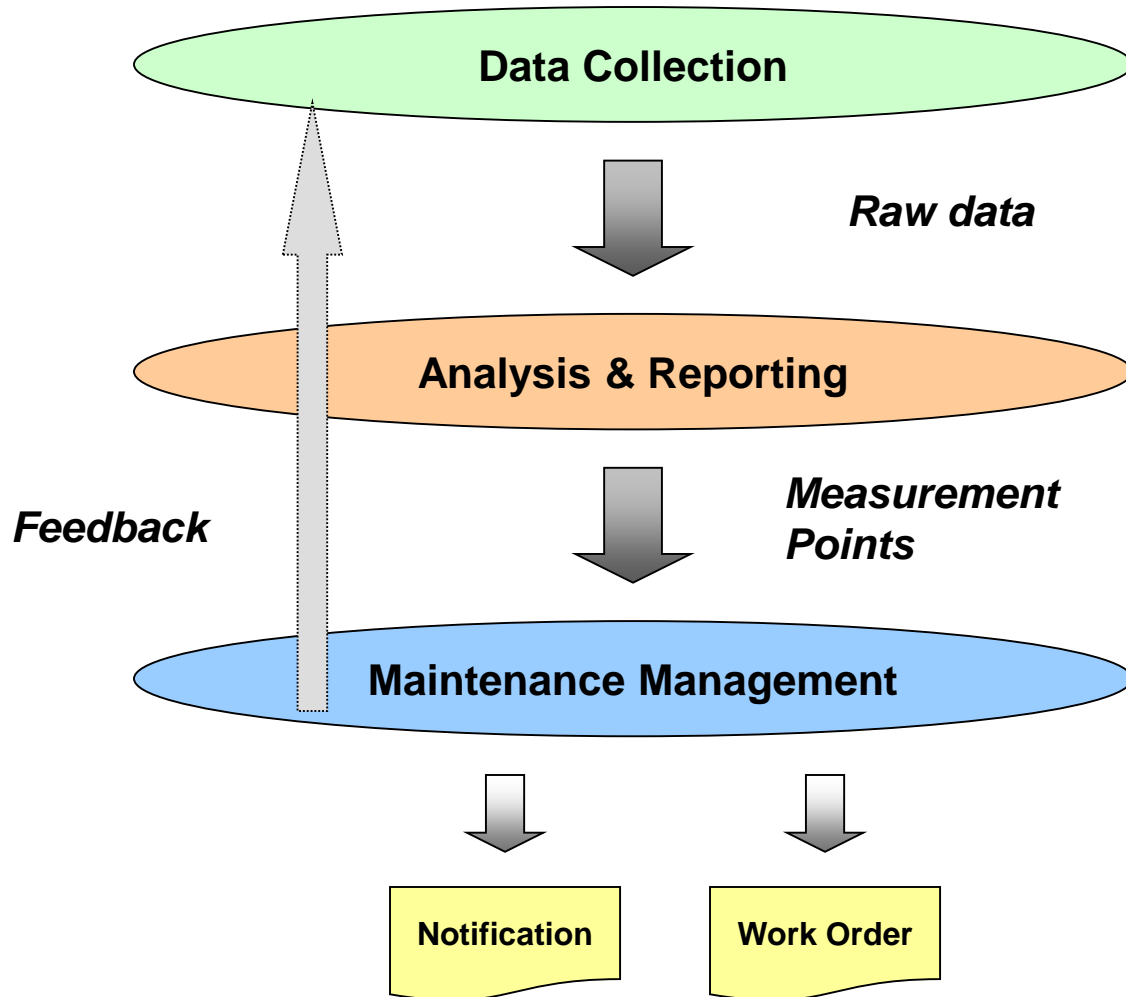 Data Collection
Raw data
Analysis & Reporting
Measurement
Points
Feedback
Maintenance Management
Notification
Work Order